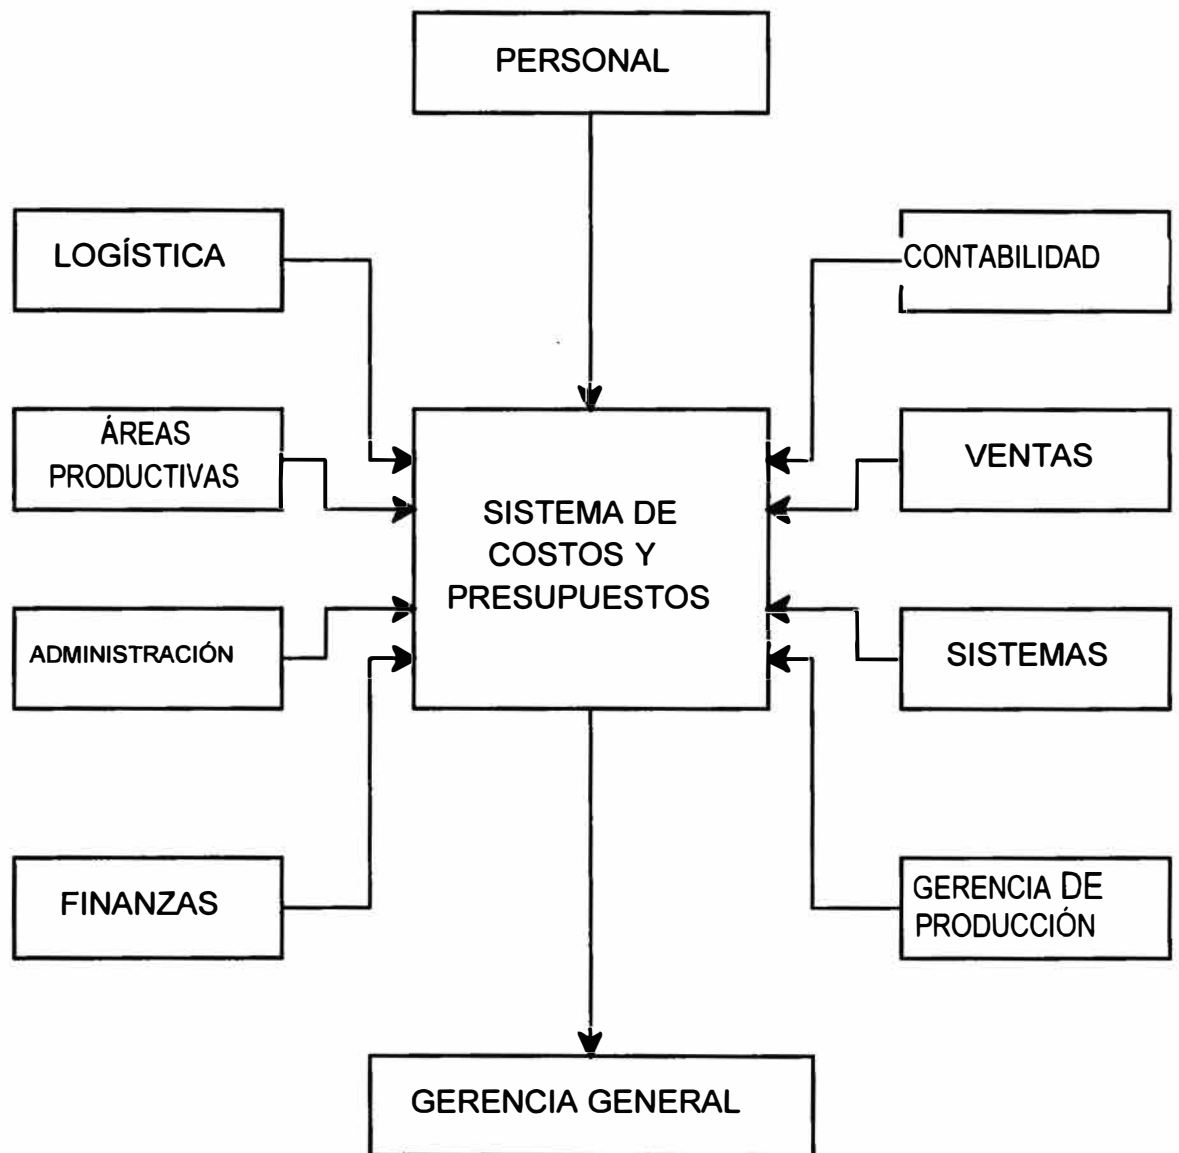 PERSONAL
LOGÍSTICA
CONTABILIDAD
ÁREAS
PRODUCTIVAS
VENTAS
SISTEMA DE
COSTOS Y
PRESUPUESTOS
ADMINISTRACIÓN
SISTEMAS
FINANZAS
GERENCIA DE
PRODUCCIÓN
GERENCIA GENERAL